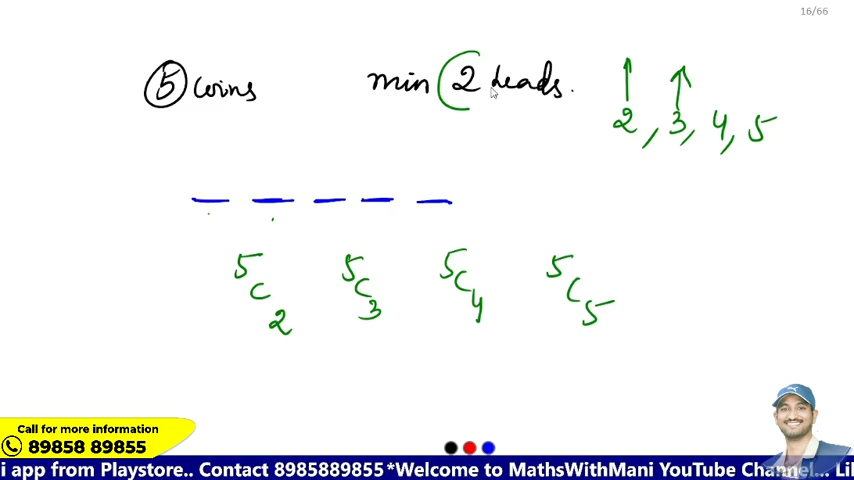 16/66
5 coins min 2 heads.
2, 3, 4, 5
5C2 5C3 5C4 5C5
Call for more information
89858 89855
i app from Playstore.. Contact 8985889855*Welcome to MathsWithMani YouTube Channel... Li